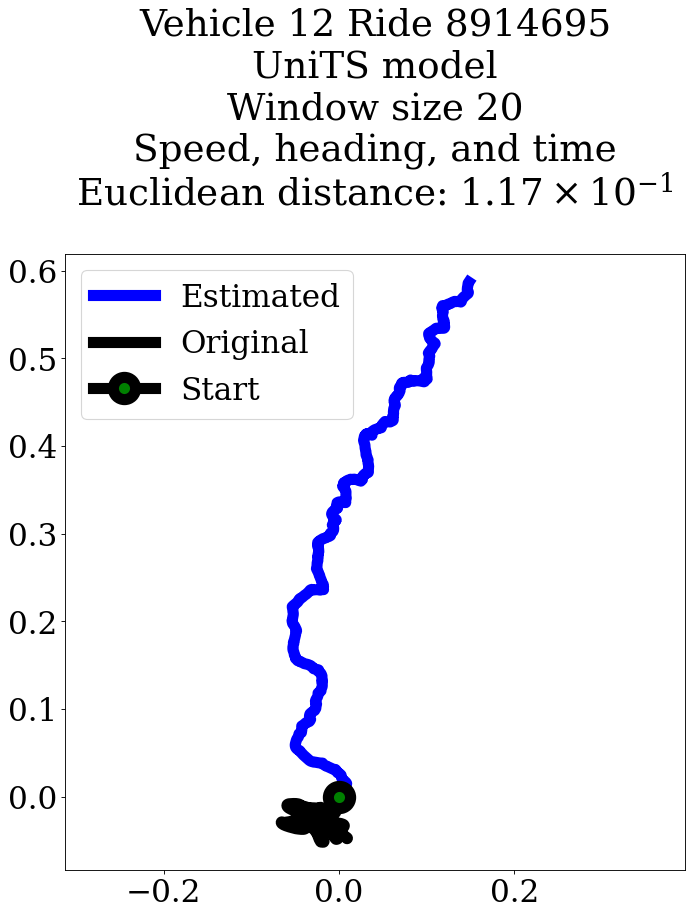 Vehicle 12 Ride 8914695
UniTS model
Window size 20
Speed, heading, and time
Euclidean distance: 1.17 × 10⁻¹
Estimated
Original
Start
0.6
0.5
0.4
0.3
0.2
0.1
0.0
−0.2 0.0 0.2